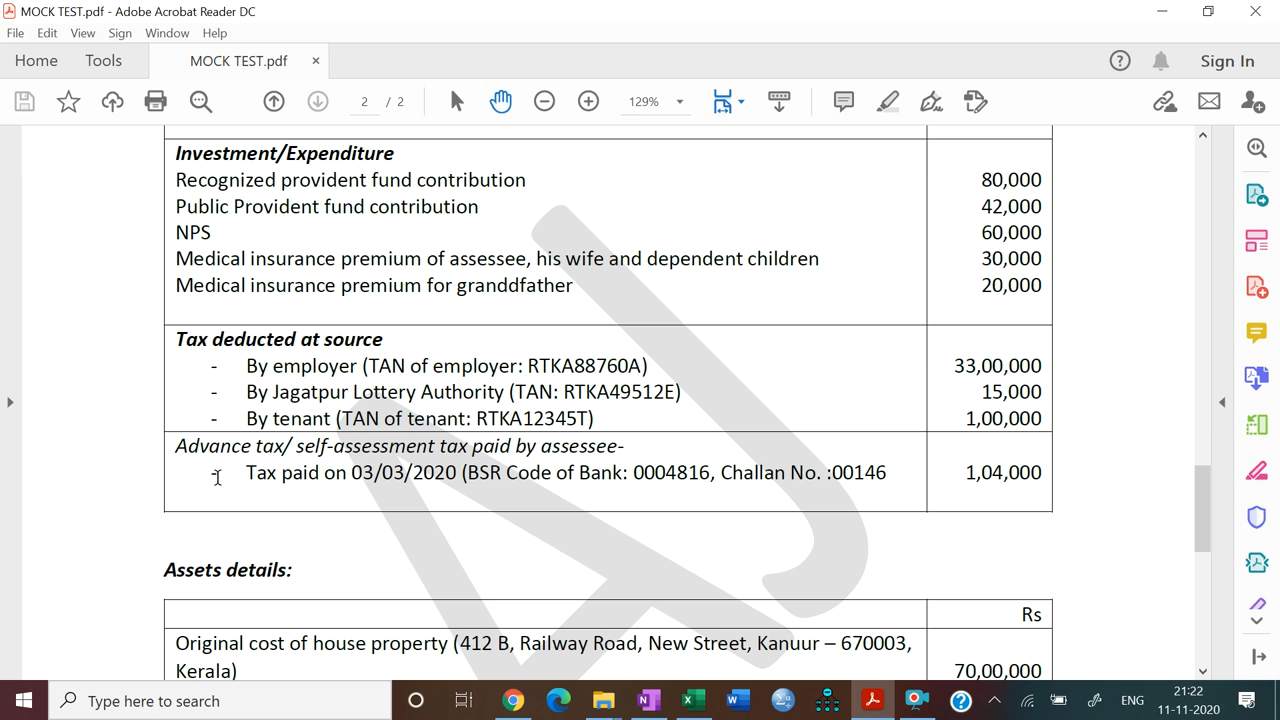 MOCK TEST.pdf - Adobe Acrobat Reader DC
File Edit View Sign Window Help
Home Tools MOCK TEST.pdf × Sign In
2 / 2 129%
Investment/Expenditure
Recognized provident fund contribution 80,000
Public Provident fund contribution 42,000
NPS 60,000
Medical insurance premium of assessee, his wife and dependent children 30,000
Medical insurance premium for granddfather 20,000
Tax deducted at source
- By employer (TAN of employer: RTKA88760A) 33,00,000
- By Jagatpur Lottery Authority (TAN: RTKA49512E) 15,000
- By tenant (TAN of tenant: RTKA12345T) 1,00,000
Advance tax/ self-assessment tax paid by assessee-
- Tax paid on 03/03/2020 (BSR Code of Bank: 0004816, Challan No. :00146 1,04,000
AJ
Assets details:
Rs
Original cost of house property (412 B, Railway Road, New Street, Kanuur – 670003,
Kerala) 70,00,000
Type here to search
ENG 21:22
11-11-2020